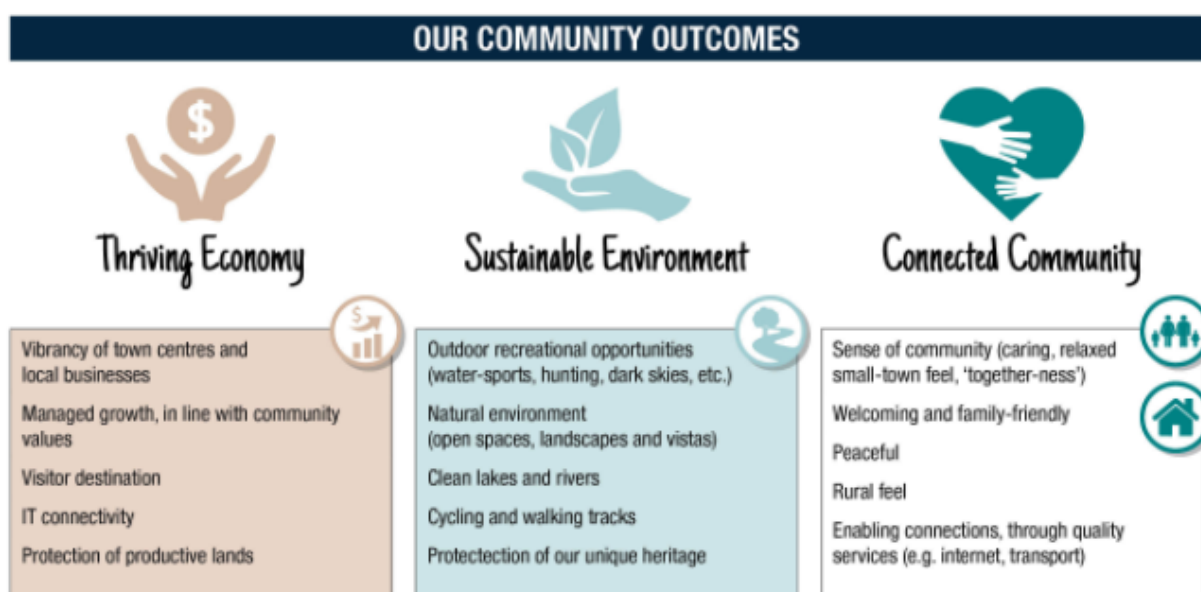 OUR COMMUNITY OUTCOMES
$
Thriving Economy
$
Vibrancy of town centres and
local businesses
Managed growth, in line with community
values
Visitor destination
IT connectivity
Protection of productive lands
Sustainable Environment
Outdoor recreational opportunities
(water-sports, hunting, dark skies, etc.)
Natural environment
(open spaces, landscapes and vistas)
Clean lakes and rivers
Cycling and walking tracks
Protectection of our unique heritage
Connected Community
Sense of community (caring, relaxed
small-town feel, ‘together-ness’)
Welcoming and family-friendly
Peaceful
Rural feel
Enabling connections, through quality
services (e.g. internet, transport)